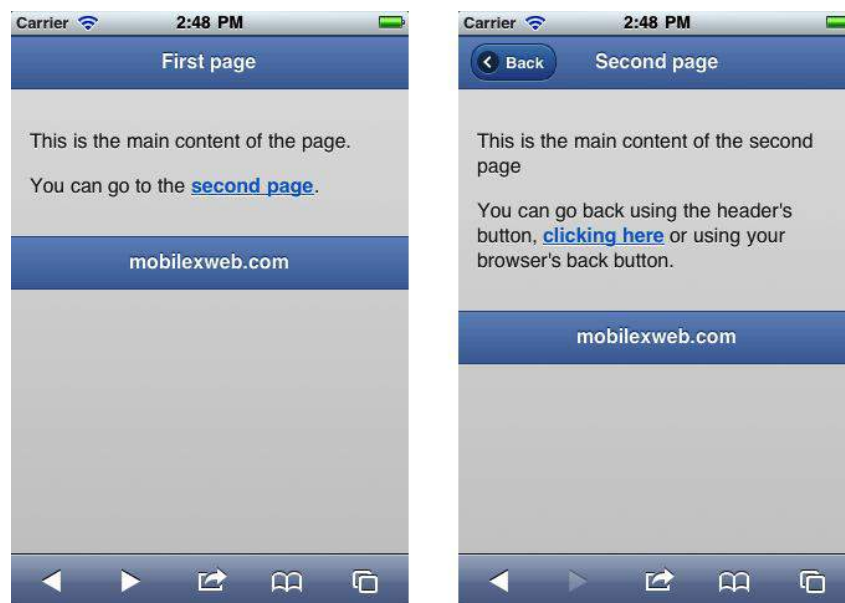 Carrier 2:48 PM
First page
This is the main content of the page.
You can go to the second page.
mobilexweb.com
Carrier 2:48 PM
Back Second page
This is the main content of the second
page
You can go back using the header's
button, clicking here or using your
browser's back button.
mobilexweb.com